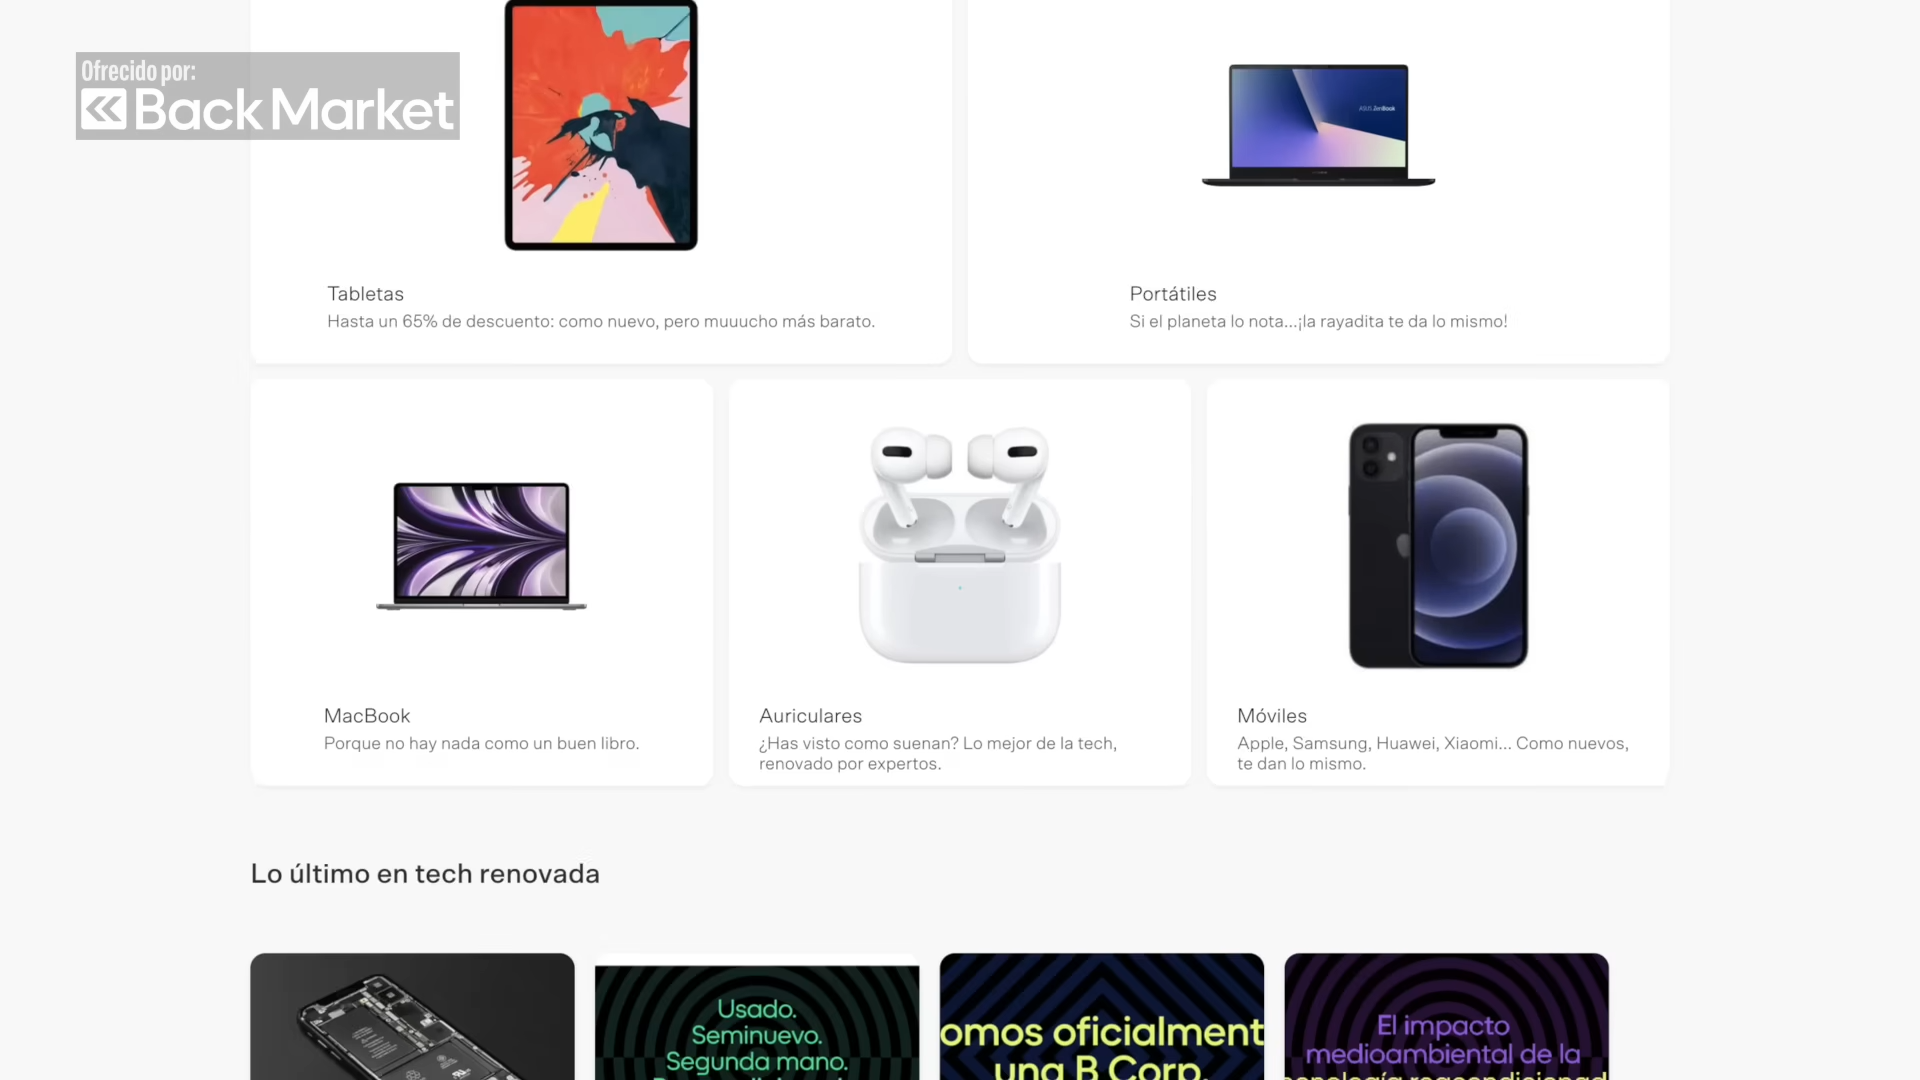 Ofrecido por:
Back Market
ASUS ZenBook
Tabletas
Hasta un 65% de descuento: como nuevo, pero muuucho más barato.
Portátiles
Si el planeta lo nota...¡la rayadita te da lo mismo!
MacBook
Porque no hay nada como un buen libro.
Auriculares
¿Has visto como suenan? Lo mejor de la tech,
renovado por expertos.
Móviles
Apple, Samsung, Huawei, Xiaomi... Como nuevos,
te dan lo mismo.
Lo último en tech renovada
Usado.
Seminuevo.
Segunda mano.
omos oficialment
una B Corp.
El impacto
medioambiental de la